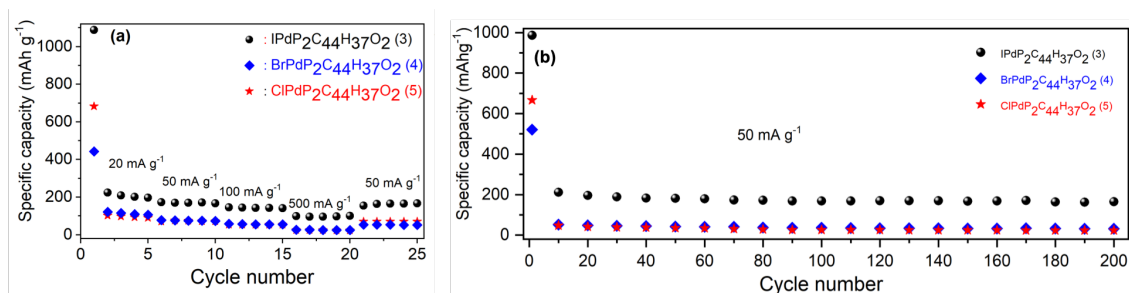 (a)
: IPdP₂C₄₄H₃₇O₂ (3)
: BrPdP₂C₄₄H₃₇O₂ (4)
: ClPdP₂C₄₄H₃₇O₂ (5)
20 mA g⁻¹
50 mA g⁻¹
100 mA g⁻¹
500 mA g⁻¹
50 mA g⁻¹
Specific capacity (mAh g⁻¹)
1000
800
600
400
200
0
0 5 10 15 20 25
Cycle number
(b)
IPdP₂C₄₄H₃₇O₂ (3)
BrPdP₂C₄₄H₃₇O₂ (4)
ClPdP₂C₄₄H₃₇O₂ (5)
50 mA g⁻¹
Specific capacity (mAhg⁻¹)
1000
800
600
400
200
0
0 20 40 60 80 100 120 140 160 180 200
Cycle number